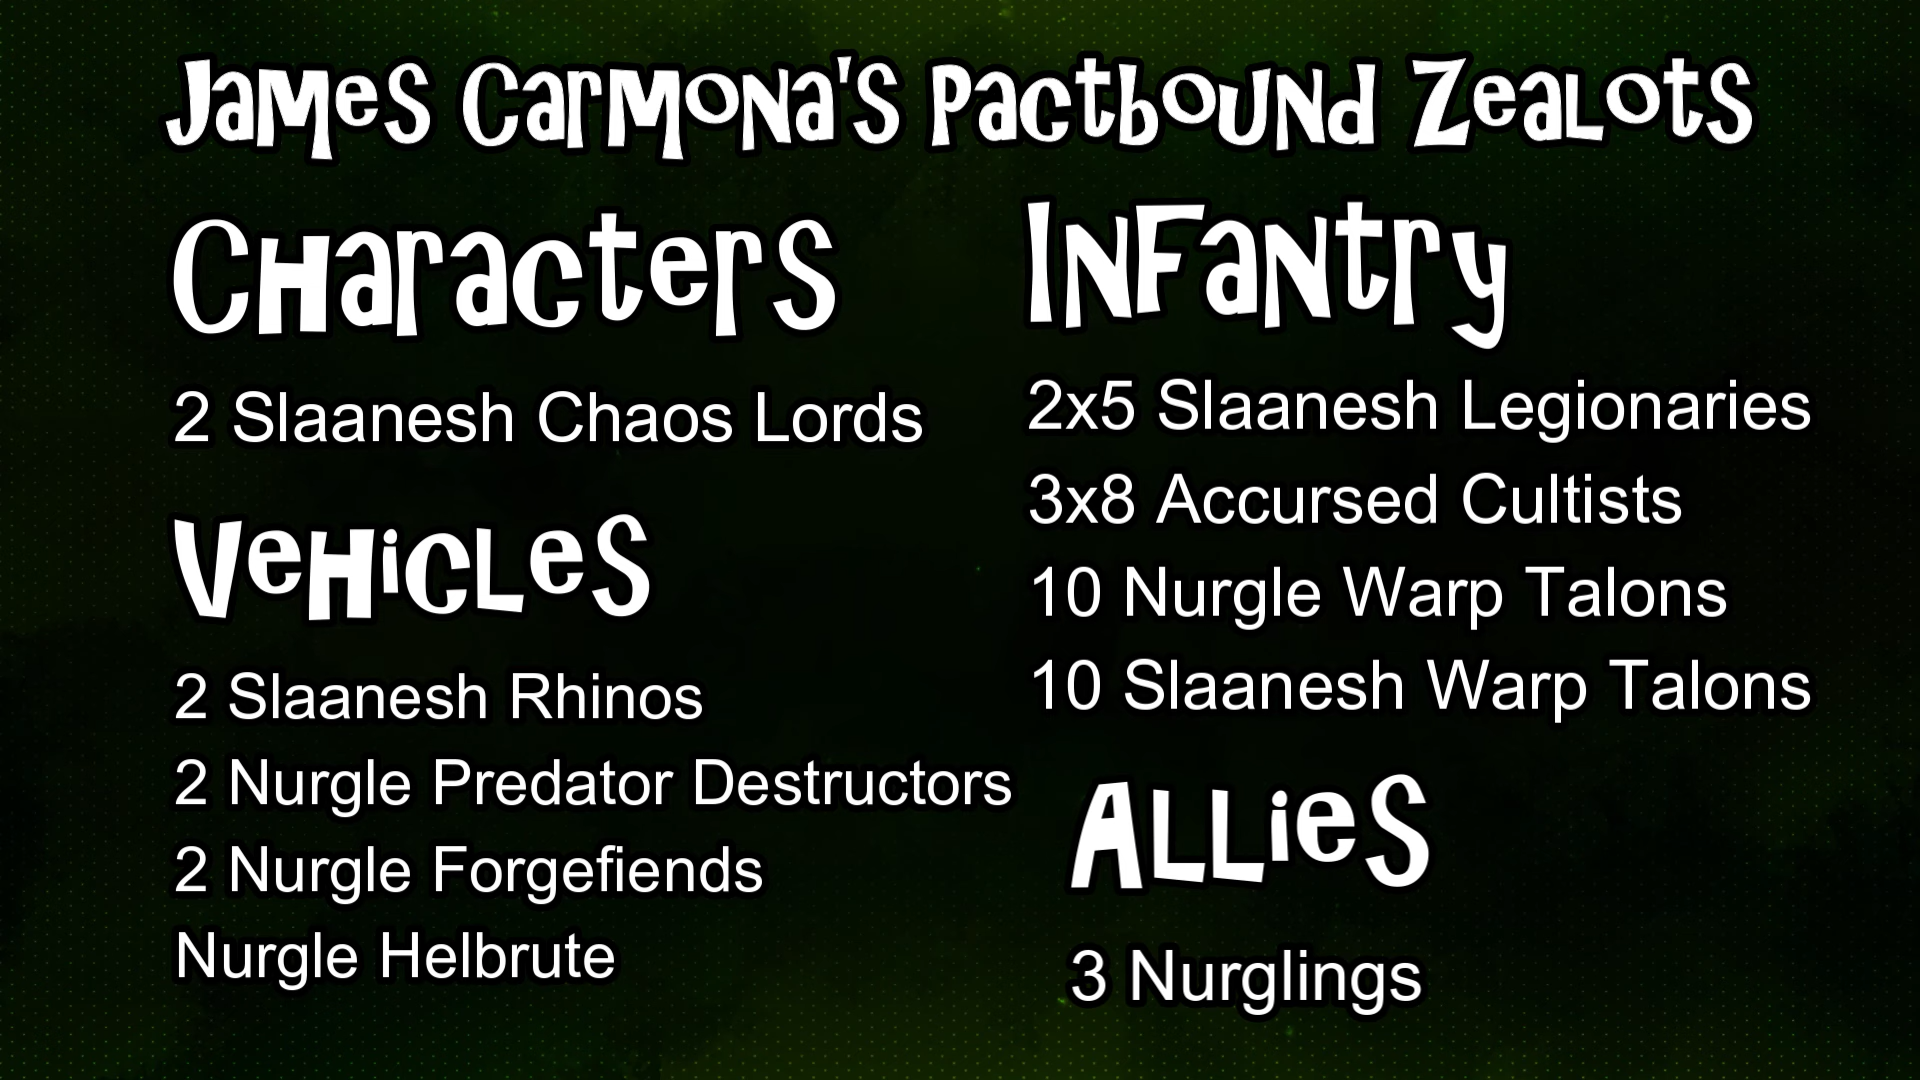 James Carmona's Pactbound Zealots
Characters
2 Slaanesh Chaos Lords
Vehicles
2 Slaanesh Rhinos
2 Nurgle Predator Destructors
2 Nurgle Forgefiends
Nurgle Helbrute
Infantry
2x5 Slaanesh Legionaries
3x8 Accursed Cultists
10 Nurgle Warp Talons
10 Slaanesh Warp Talons
Allies
3 Nurglings